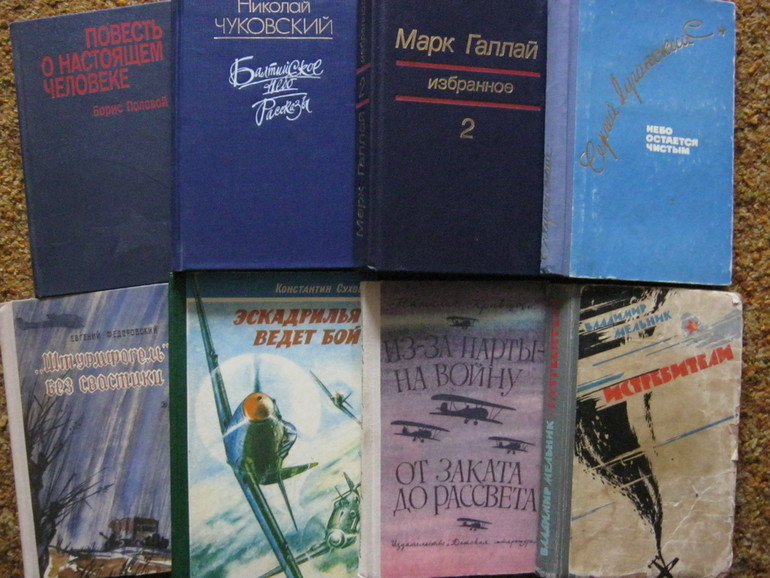 ПОВЕСТЬ
О НАСТОЯЩЕМ
ЧЕЛОВЕКЕ
Борис Полевой
Николай
ЧУКОВСКИЙ
Балтийское
небо
Рассказы
Марк Галлай
избранное
2
Марк Галлай
избранное
НЕБО
ОСТАЕТСЯ
ЧИСТЫМ
ЕВГЕНИЙ ФЕДОРОВСКИЙ
„Штурмфогель"
без свастики
Константин Сухов
ЭСКАДРИЛЬЯ
ВЕДЕТ БОЙ
ИЗ-ЗА ПАРТЫ-
НА ВОЙНУ
ОТ ЗАКАТА
ДО РАССВЕТА
Издательство „Детская литература"
ВЛАДИМИР
МЕЛЬНИК
ИСТРЕБИТЕЛИ
ВЛАДИМИР МЕЛЬНИК